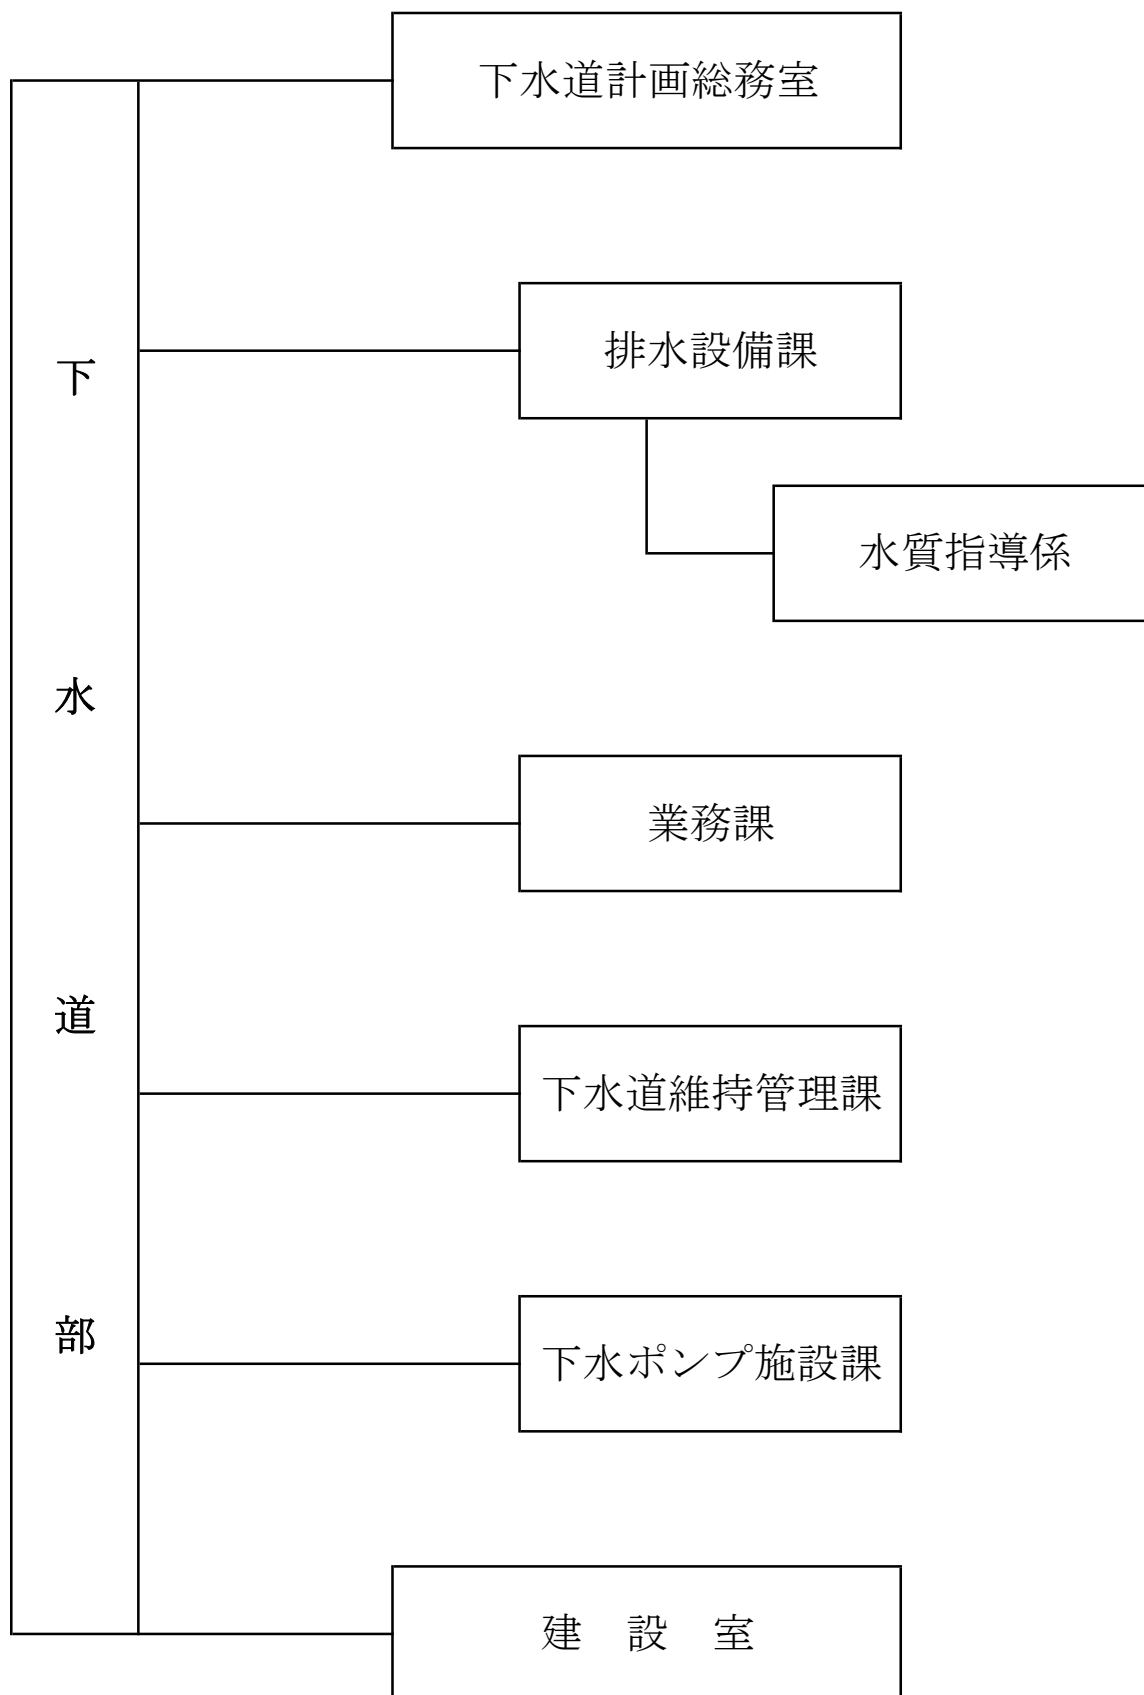 下水道部
下水道計画総務室
排水設備課
水質指導係
業務課
下水道維持管理課
下水ポンプ施設課
建　設　室